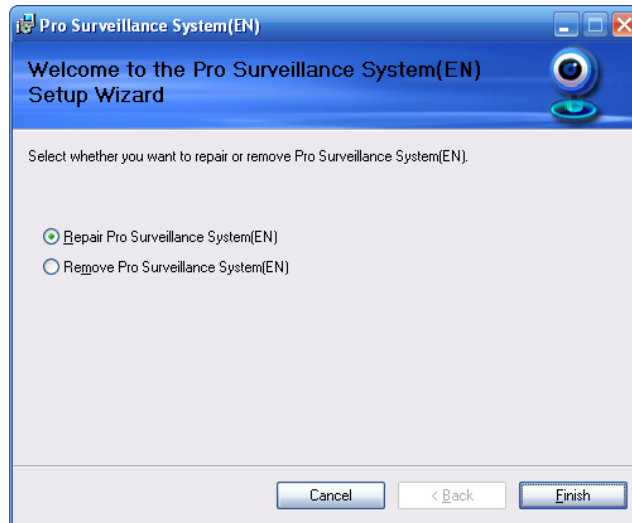 Pro Surveillance System(EN)
Welcome to the Pro Surveillance System(EN)
Setup Wizard
Select whether you want to repair or remove Pro Surveillance System(EN).
Repair Pro Surveillance System(EN)
Remove Pro Surveillance System(EN)
Cancel
< Back
Finish